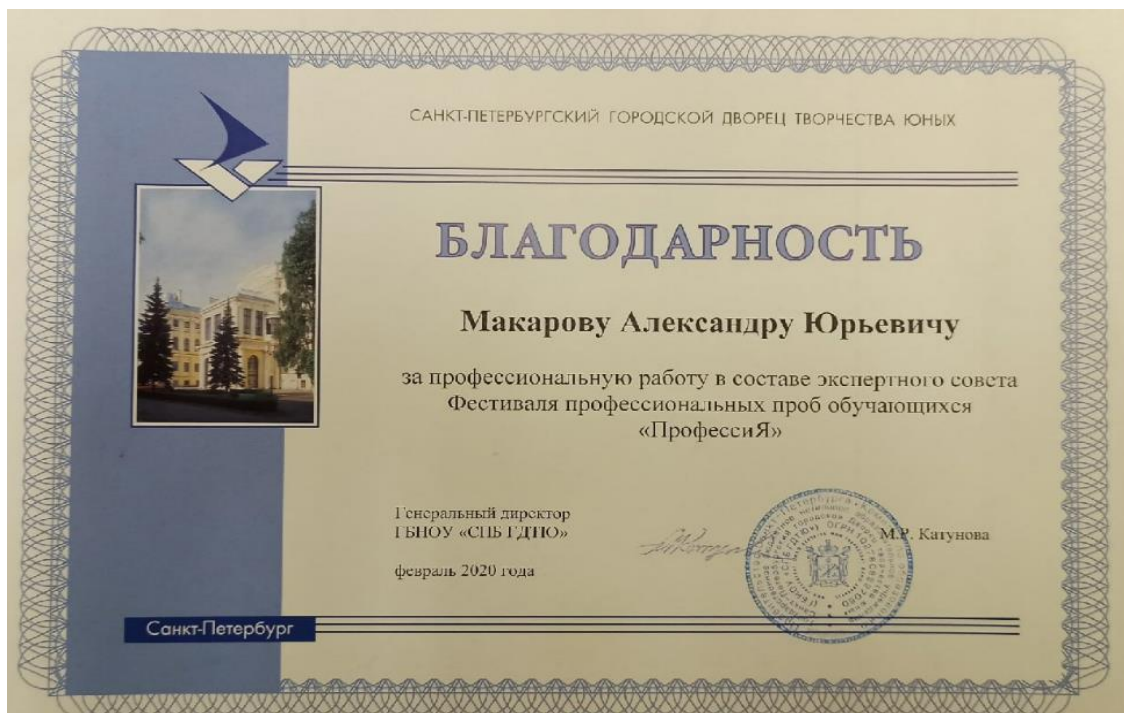 САНКТ-ПЕТЕРБУРГСКИЙ ГОРОДСКОЙ ДВОРЕЦ ТВОРЧЕСТВА ЮНЫХ
БЛАГОДАРНОСТЬ
Макарову Александру Юрьевичу
за профессиональную работу в составе экспертного совета
Фестиваля профессиональных проб обучающихся
«ПрофессиЯ»
Генеральный директор
ГБНОУ «СПБ ГДТЮ»
М.Р. Катунова
февраль 2020 года
Санкт-Петербург